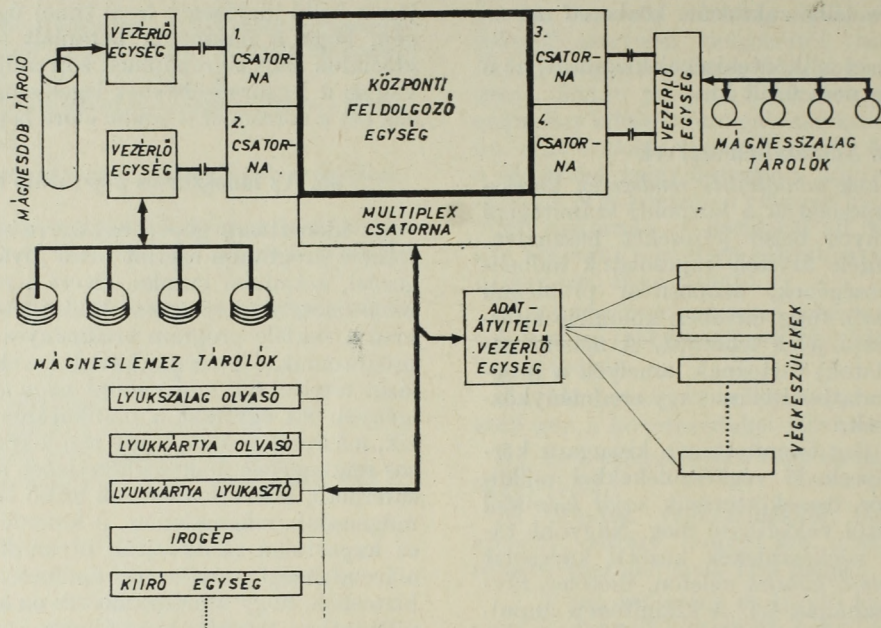 MÁGNESDOB TÁROLÓ
VEZÉRLŐ
EGYSÉG
1.
CSATOR-
NA
VEZÉRLŐ
EGYSÉG
2.
CSATOR-
NA
KÖZPONTI
FELDOLGOZÓ
EGYSÉG
3.
CSATOR-
NA
4.
CSATOR-
NA
VEZÉRLŐ
EGYSÉG
MÁGNESSZALAG
TÁROLÓK
MULTIPLEX
CSATORNA
MÁGNESLEMEZ TÁROLÓK
ADAT-
ÁTVITELI
VEZÉRLŐ
EGYSÉG
VÉGKÉSZÜLÉKEK
LYUKSZALAG OLVASÓ
LYUKKÁRTYA OLVASÓ
LYUKKÁRTYA LYUKASZTÓ
IROGÉP
KIIRÓ EGYSÉG